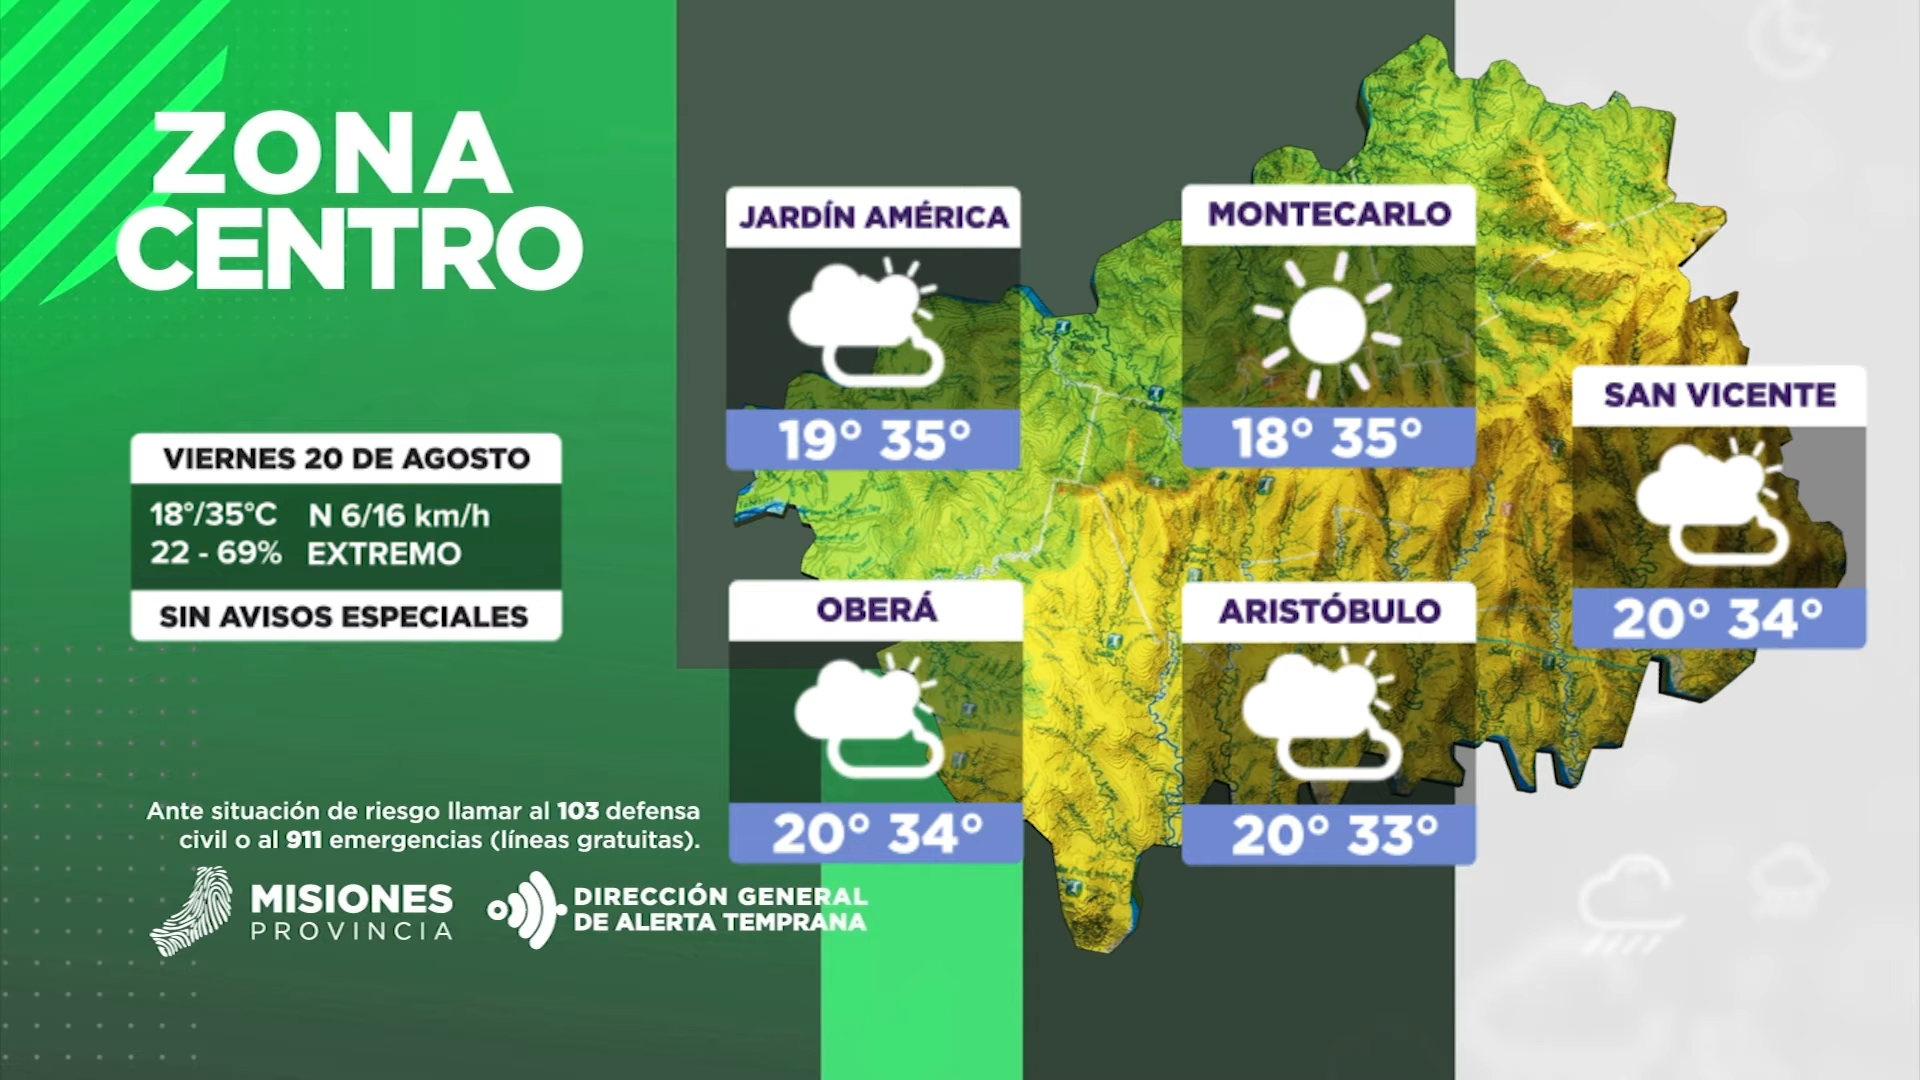 ZONA
CENTRO
VIERNES 20 DE AGOSTO
18°/35°C N 6/16 km/h
22 - 69% EXTREMO
SIN AVISOS ESPECIALES
Ante situación de riesgo llamar al 103 defensa
civil o al 911 emergencias (líneas gratuitas).
MISIONES
PROVINCIA
DIRECCIÓN GENERAL
DE ALERTA TEMPRANA
JARDÍN AMÉRICA
19° 35°
MONTECARLO
18° 35°
SAN VICENTE
20° 34°
OBERÁ
20° 34°
ARISTÓBULO
20° 33°